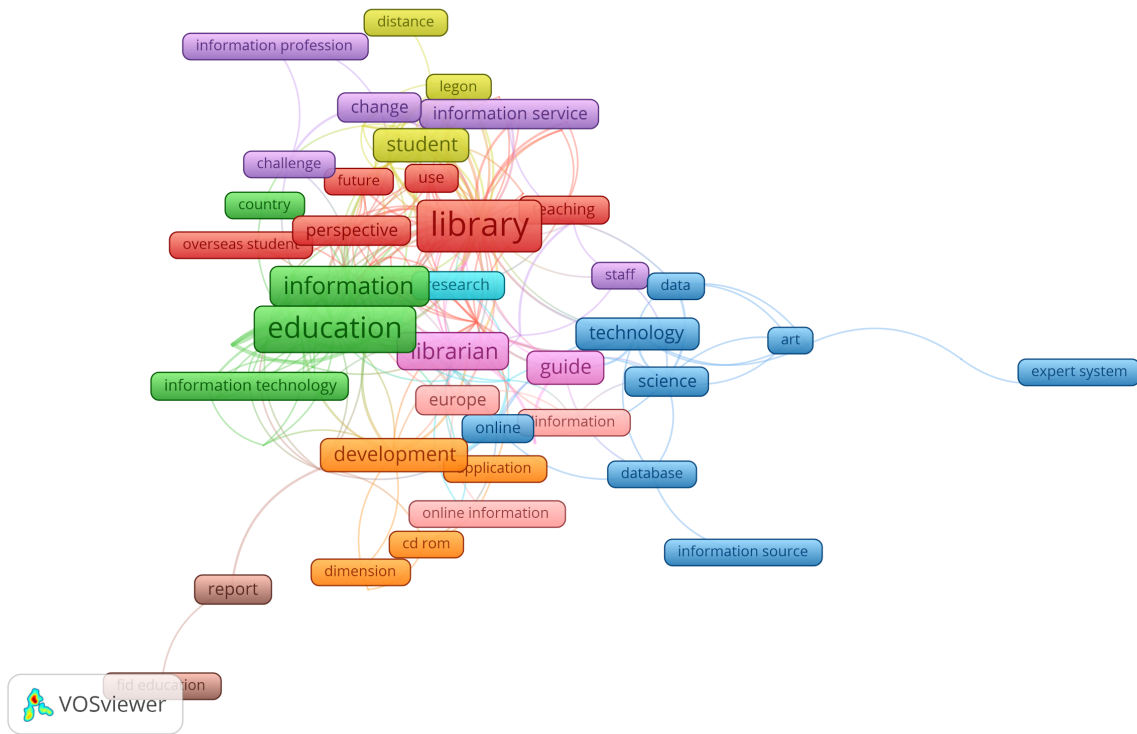 distance
information profession
legon
change
information service
student
challenge
future
use
country
library
teaching
perspective
overseas student
information
research
staff
data
education
technology
art
librarian
guide
expert system
science
information technology
europe
information
online
development
application
database
online information
cd rom
information source
dimension
report
fid education
VOSviewer